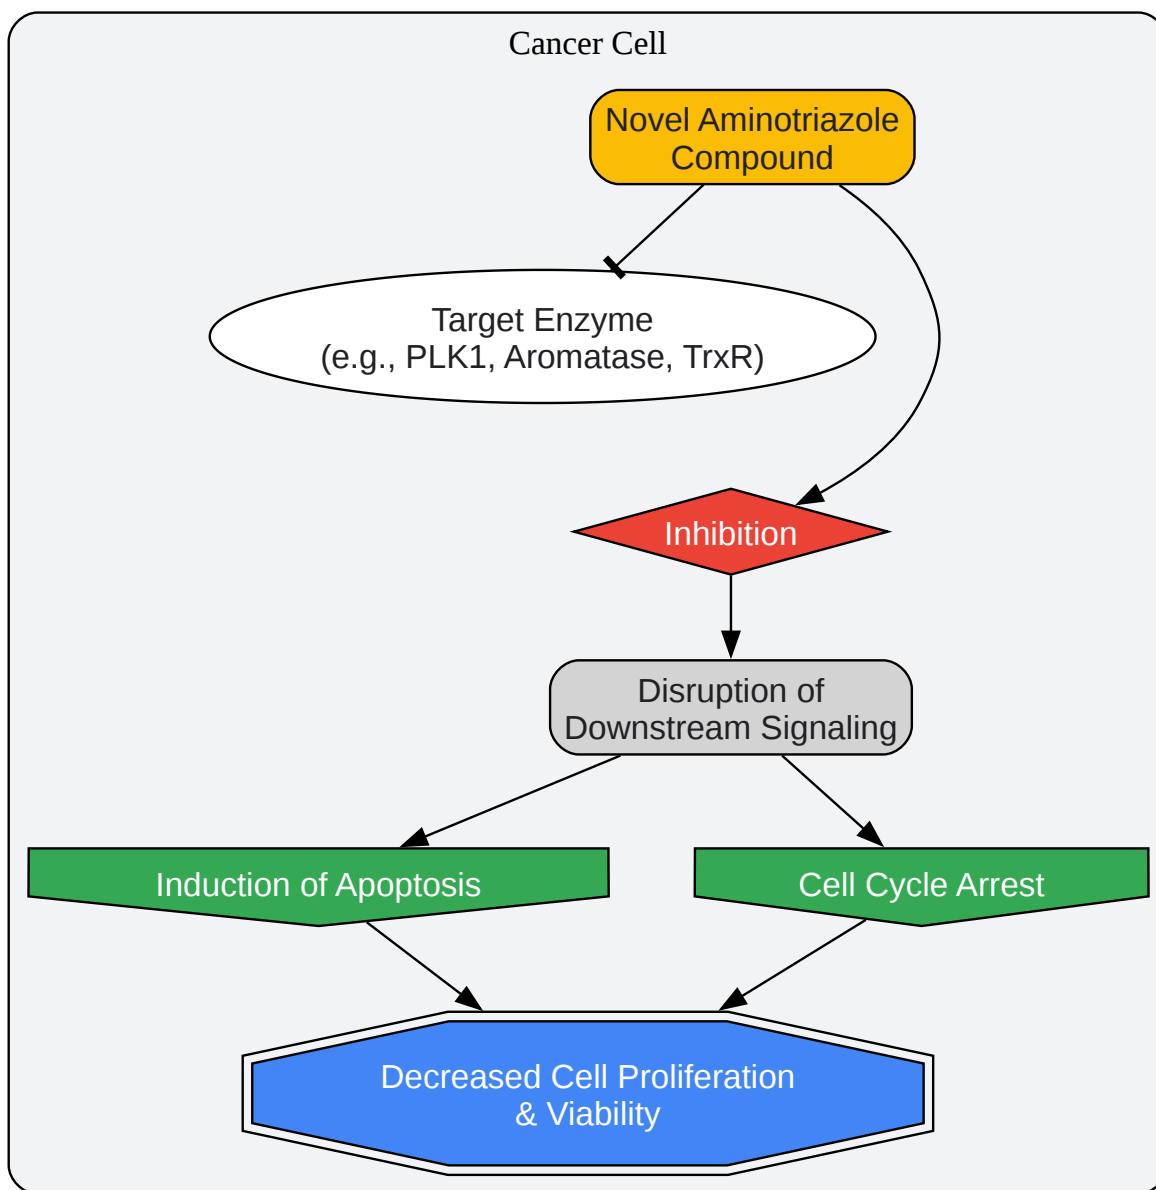 Cancer Cell
Novel Aminotriazole
Compound
Target Enzyme
(e.g., PLK1, Aromatase, TrxR)
Inhibition
Disruption of
Downstream Signaling
Induction of Apoptosis
Cell Cycle Arrest
Decreased Cell Proliferation
& Viability